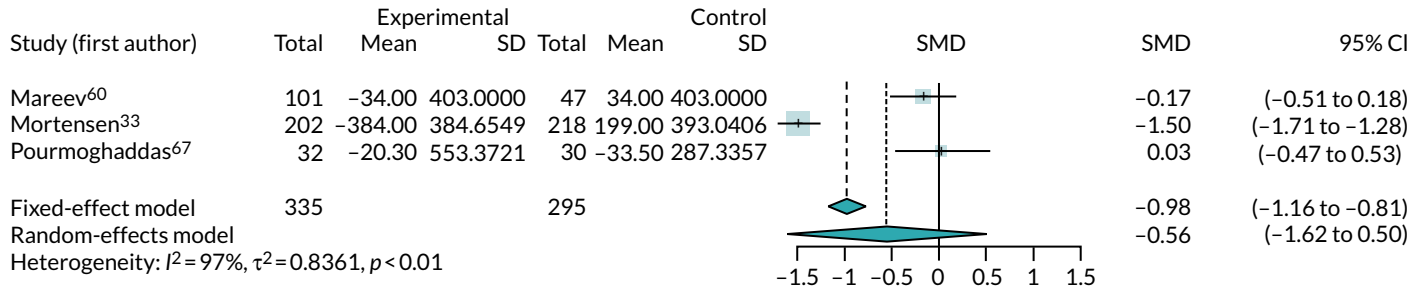 Experimental Control
Study (first author) Total Mean SD Total Mean SD SMD SMD 95% CI
Mareev60 101 −34.00 403.0000 47 34.00 403.0000 −0.17 (−0.51 to 0.18)
Mortensen33 202 −384.00 384.6549 218 199.00 393.0406 −1.50 (−1.71 to −1.28)
Pourmoghaddas67 32 −20.30 553.3721 30 −33.50 287.3357 0.03 (−0.47 to 0.53)
Fixed-effect model 335 295 −0.98 (−1.16 to −0.81)
Random-effects model −0.56 (−1.62 to 0.50)
Heterogeneity: I2=97%, τ2=0.8361, p<0.01
−1.5 −1 −0.5 0 0.5 1 1.5